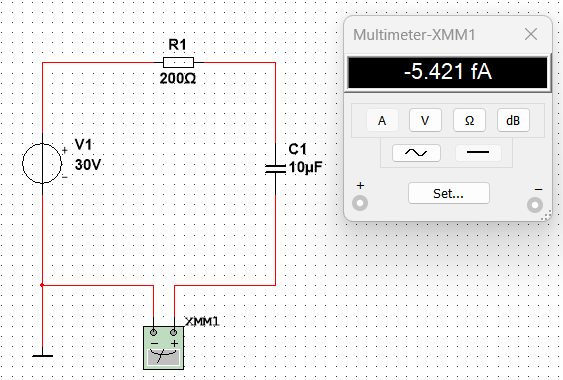 R1
200Ω
V1
+
30V
−
C1
10µF
XMM1
− +
Multimeter-XMM1
-5.421 fA
A V Ω dB
+ −
Set...